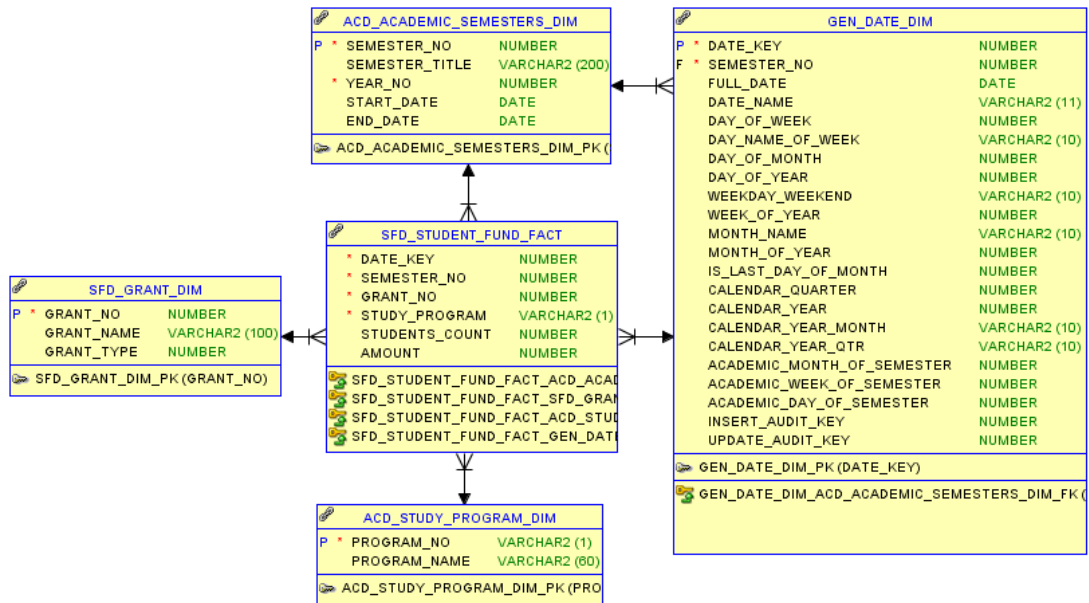 ACD_ACADEMIC_SEMESTERS_DIM
P * SEMESTER_NO NUMBER
SEMESTER_TITLE VARCHAR2 (200)
* YEAR_NO NUMBER
START_DATE DATE
END_DATE DATE
ACD_ACADEMIC_SEMESTERS_DIM_PK (
GEN_DATE_DIM
P * DATE_KEY NUMBER
F * SEMESTER_NO NUMBER
FULL_DATE DATE
DATE_NAME VARCHAR2 (11)
DAY_OF_WEEK NUMBER
DAY_NAME_OF_WEEK VARCHAR2 (10)
DAY_OF_MONTH NUMBER
DAY_OF_YEAR NUMBER
WEEKDAY_WEEKEND VARCHAR2 (10)
WEEK_OF_YEAR NUMBER
MONTH_NAME VARCHAR2 (10)
MONTH_OF_YEAR NUMBER
IS_LAST_DAY_OF_MONTH NUMBER
CALENDAR_QUARTER NUMBER
CALENDAR_YEAR NUMBER
CALENDAR_YEAR_MONTH VARCHAR2 (10)
CALENDAR_YEAR_QTR VARCHAR2 (10)
ACADEMIC_MONTH_OF_SEMESTER NUMBER
ACADEMIC_WEEK_OF_SEMESTER NUMBER
ACADEMIC_DAY_OF_SEMESTER NUMBER
INSERT_AUDIT_KEY NUMBER
UPDATE_AUDIT_KEY NUMBER
GEN_DATE_DIM_PK (DATE_KEY)
GEN_DATE_DIM_ACD_ACADEMIC_SEMESTERS_DIM_FK (
SFD_STUDENT_FUND_FACT
* DATE_KEY NUMBER
* SEMESTER_NO NUMBER
* GRANT_NO NUMBER
* STUDY_PROGRAM VARCHAR2 (1)
STUDENTS_COUNT NUMBER
AMOUNT NUMBER
SFD_STUDENT_FUND_FACT_ACD_ACAD
SFD_STUDENT_FUND_FACT_SFD_GRAN
SFD_STUDENT_FUND_FACT_ACD_STUD
SFD_STUDENT_FUND_FACT_GEN_DATE
SFD_GRANT_DIM
P * GRANT_NO NUMBER
GRANT_NAME VARCHAR2 (100)
GRANT_TYPE NUMBER
SFD_GRANT_DIM_PK (GRANT_NO)
ACD_STUDY_PROGRAM_DIM
P * PROGRAM_NO VARCHAR2 (1)
PROGRAM_NAME VARCHAR2 (60)
ACD_STUDY_PROGRAM_DIM_PK (PRO